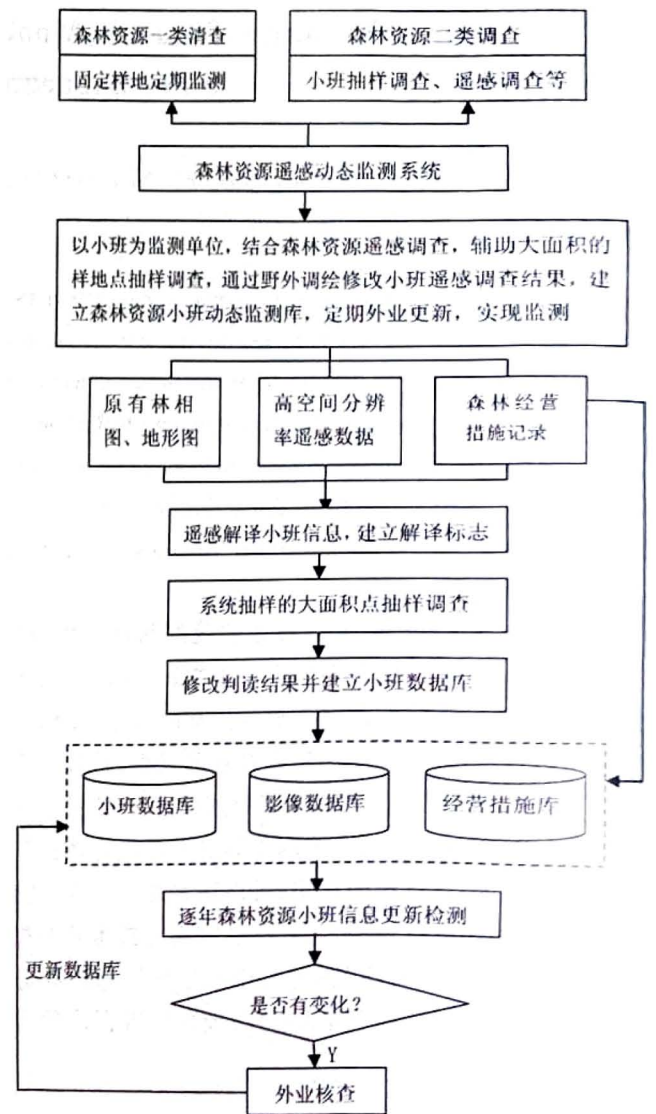 森林资源一类清查
固定样地定期监测
森林资源二类调查
小班抽样调查、遥感调查等
森林资源遥感动态监测系统
以小班为监测单位，结合森林资源遥感调查，辅助大面积的
样地点抽样调查，通过野外调绘修改小班遥感调查结果，建
立森林资源小班动态监测库，定期外业更新，实现监测
原有林相
图、地形图
高空间分辨
率遥感数据
森林经营
措施记录
遥感解译小班信息，建立解译标志
系统抽样的大面积点抽样调查
修改判读结果并建立小班数据库
小班数据库
影像数据库
经营措施库
逐年森林资源小班信息更新检测
更新数据库
是否有变化？
Y
外业核查